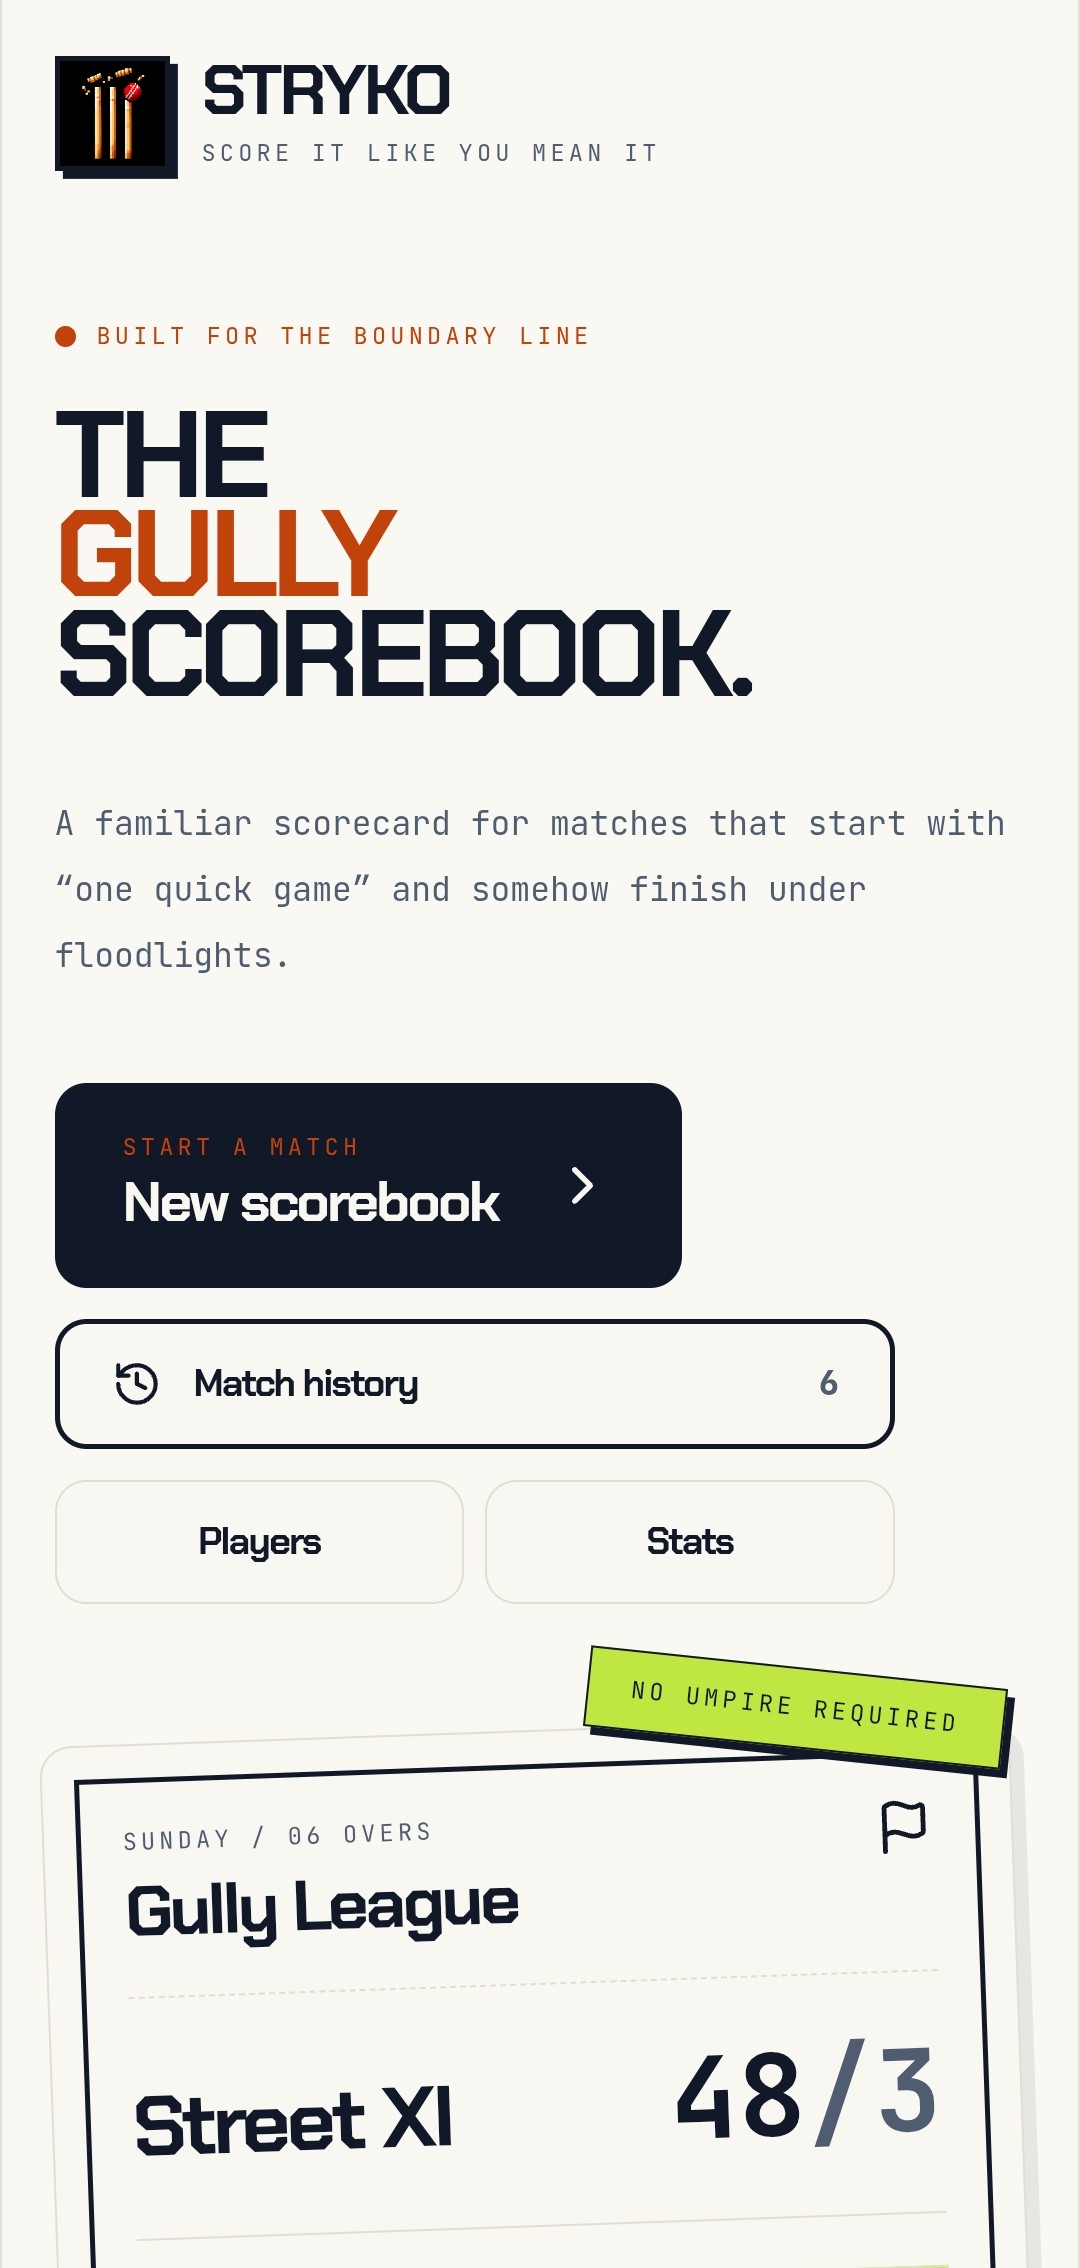 STRYKO
SCORE IT LIKE YOU MEAN IT
BUILT FOR THE BOUNDARY LINE
THE
GULLY
SCOREBOOK.
A familiar scorecard for matches that start with
“one quick game” and somehow finish under
floodlights.
START A MATCH
New scorebook
Match history 6
Players Stats
NO UMPIRE REQUIRED
SUNDAY / 06 OVERS
Gully League
Street XI 48/3